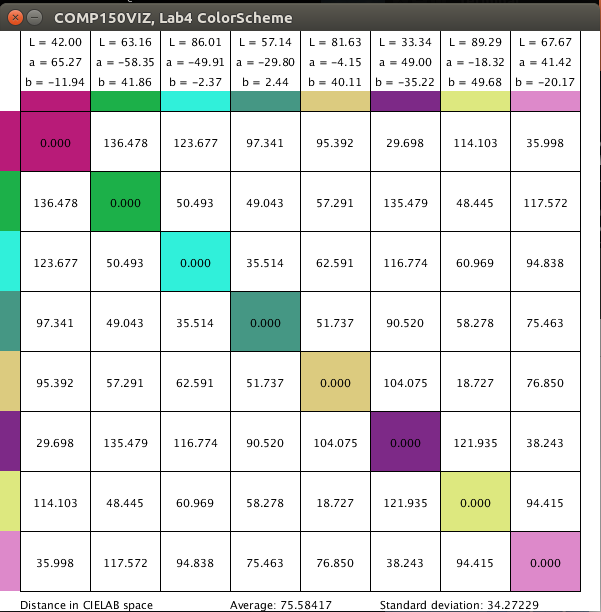 COMP150VIZ, Lab4 ColorScheme
L = 42.00 L = 63.16 L = 86.01 L = 57.14 L = 81.63 L = 33.34 L = 89.29 L = 67.67
a = 65.27 a = −58.35 a = −49.91 a = −29.80 a = −4.15 a = 49.00 a = −18.32 a = 41.42
b = −11.94 b = 41.86 b = −2.37 b = 2.44 b = 40.11 b = −35.22 b = 49.68 b = −20.17
0.000 136.478 123.677 97.341 95.392 29.698 114.103 35.998
136.478 0.000 50.493 49.043 57.291 135.479 48.445 117.572
123.677 50.493 0.000 35.514 62.591 116.774 60.969 94.838
97.341 49.043 35.514 0.000 51.737 90.520 58.278 75.463
95.392 57.291 62.591 51.737 0.000 104.075 18.727 76.850
29.698 135.479 116.774 90.520 104.075 0.000 121.935 38.243
114.103 48.445 60.969 58.278 18.727 121.935 0.000 94.415
35.998 117.572 94.838 75.463 76.850 38.243 94.415 0.000
Distance in CIELAB space Average: 75.58417 Standard deviation: 34.27229